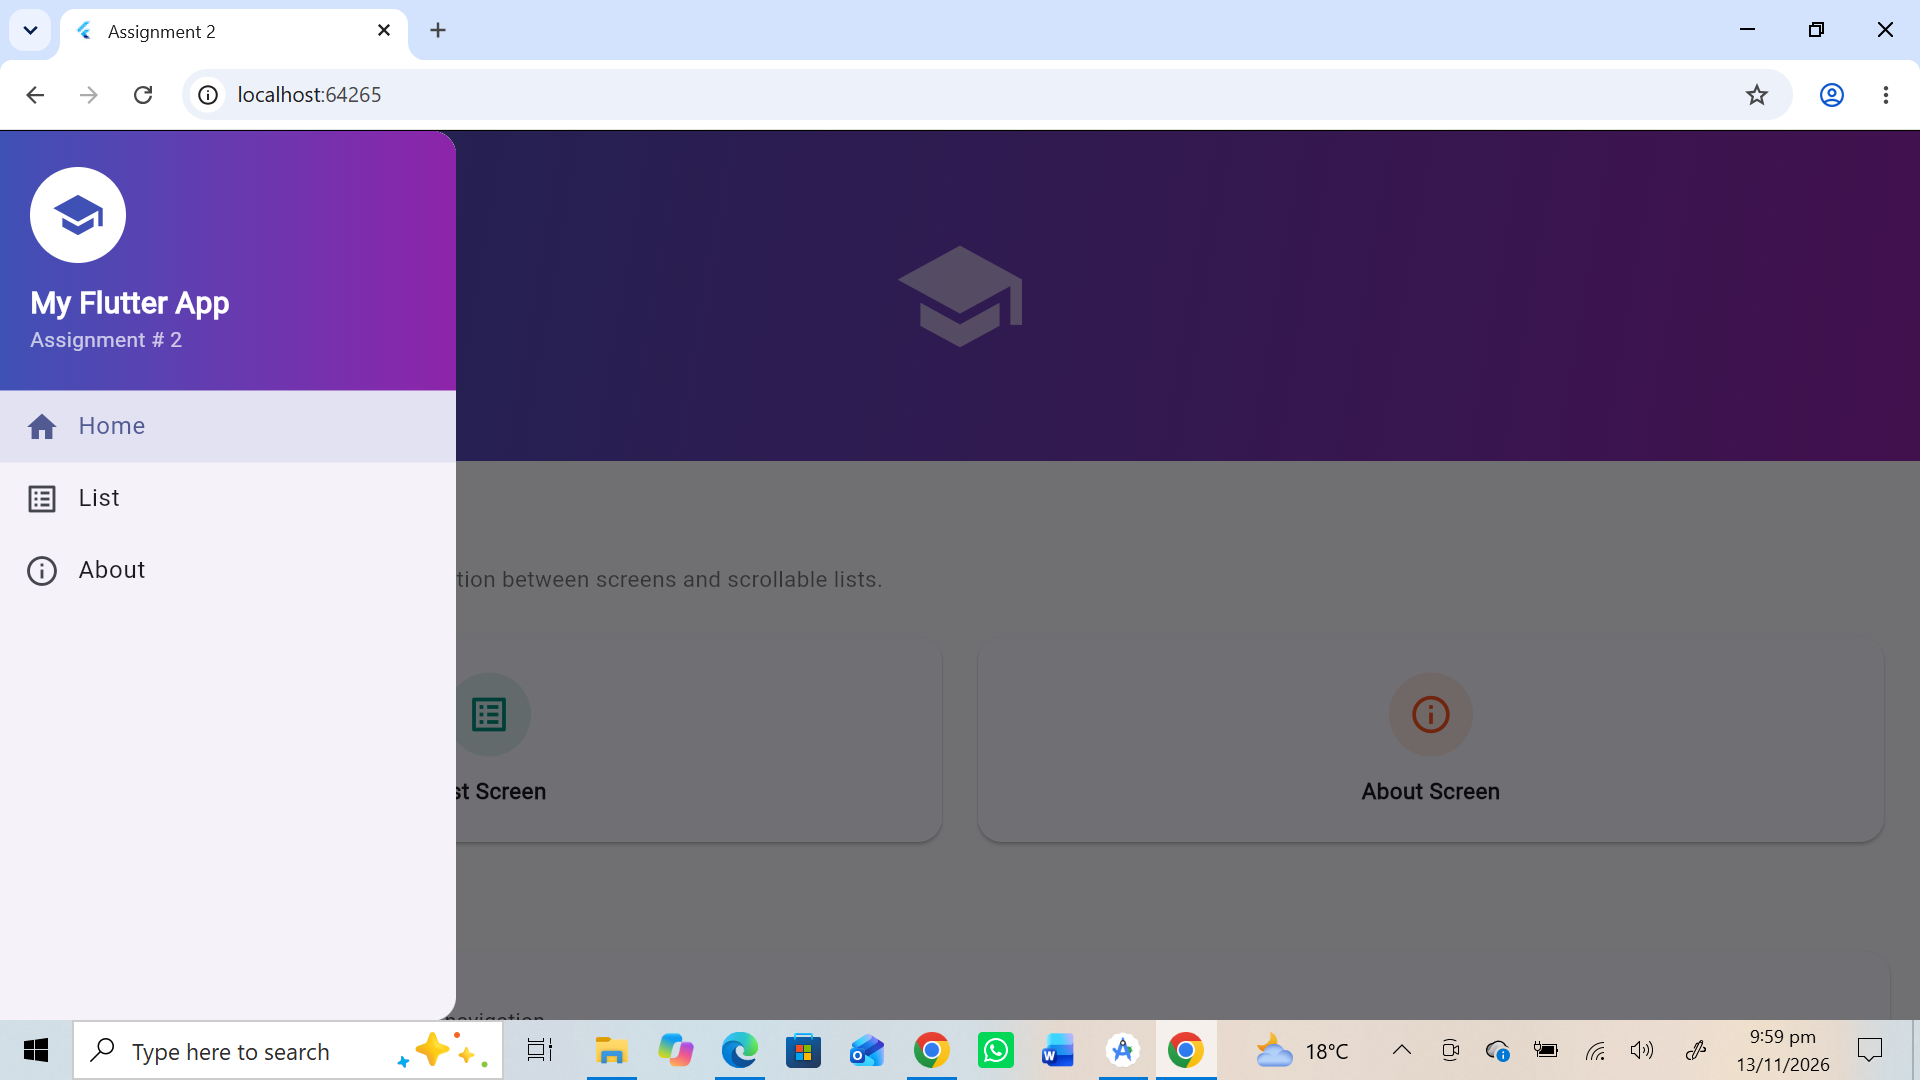 Assignment 2
localhost:64265
My Flutter App
Assignment # 2
Home
List
About
tion between screens and scrollable lists.
st Screen
About Screen
navigation
Type here to search
18°C
9:59 pm
13/11/2026